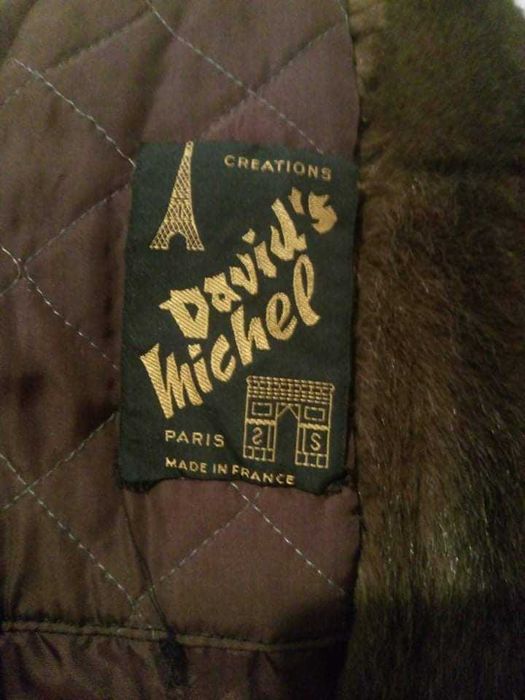 CREATIONS
David's
Michel
PARIS
MADE IN FRANCE